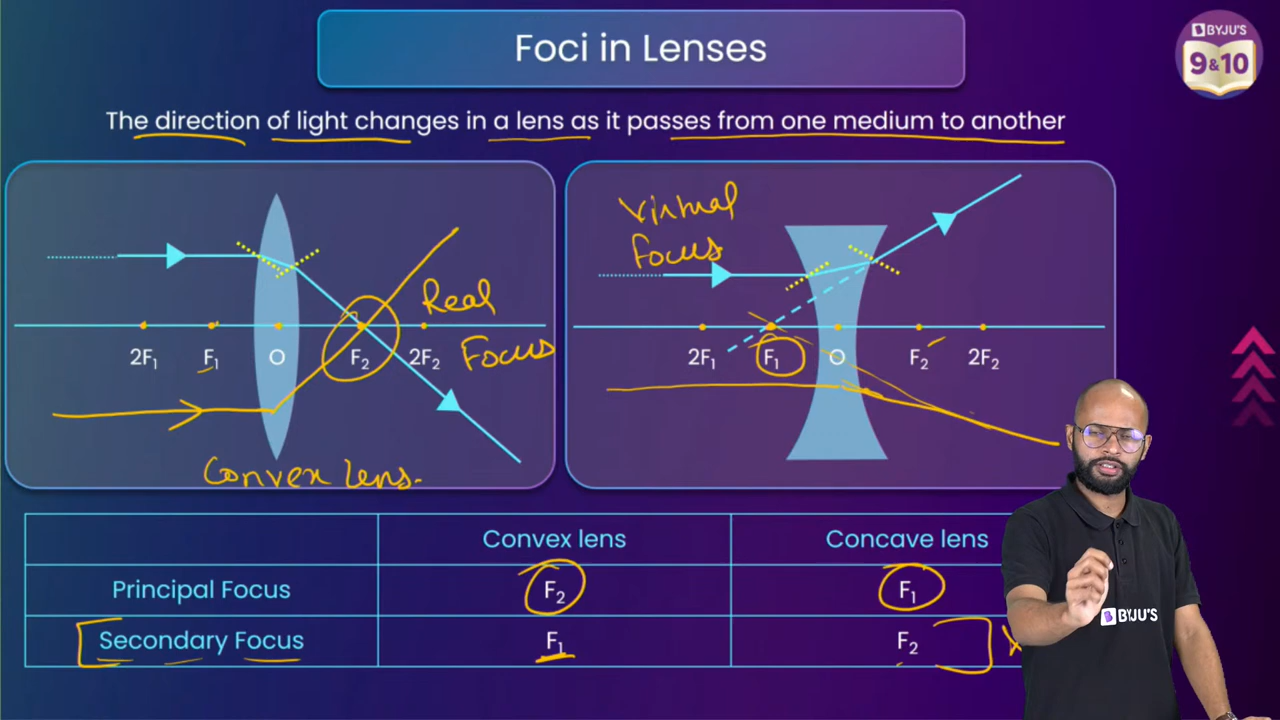 Foci in Lenses
BYJU'S
9&10
The direction of light changes in a lens as it passes from one medium to another
Real
Focus
2F₁ F₁ O F₂ 2F₂
Convex Lens.
Virtual
Focus
2F₁ F₁ O F₂ 2F₂
Convex lens Concave lens
Principal Focus F₂ F₁
Secondary Focus F₁ F₂
BYJU'S